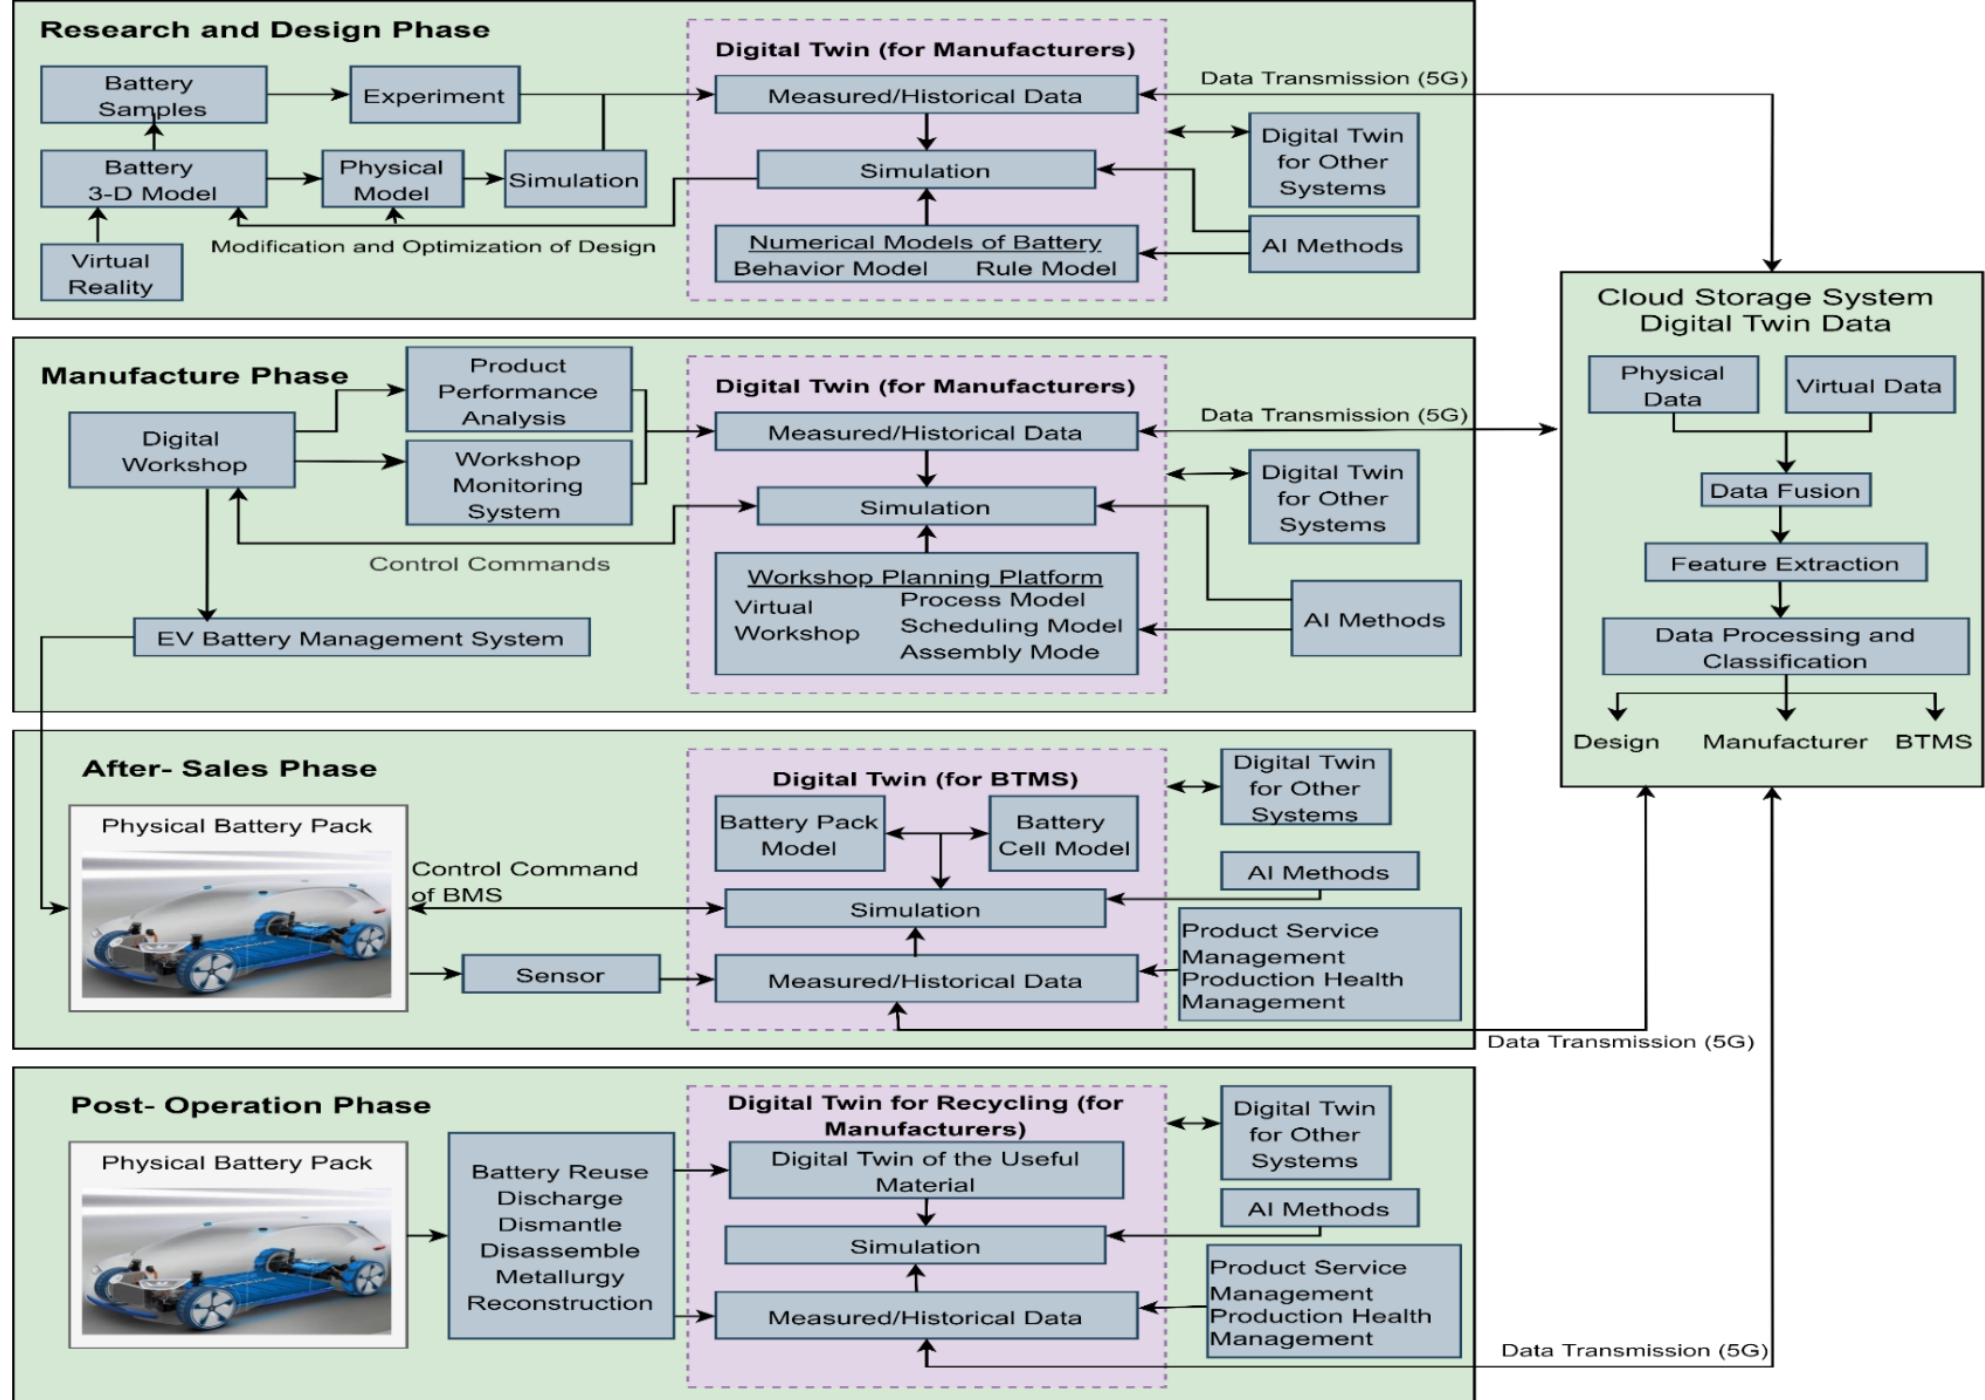 Research and Design Phase
Battery
Samples
Experiment
Battery
3-D Model
Physical
Model
Simulation
Modification and Optimization of Design
Virtual
Reality
Digital Twin (for Manufacturers)
Measured/Historical Data
Simulation
Numerical Models of Battery
Behavior Model Rule Model
Data Transmission (5G)
Digital Twin
for Other
Systems
AI Methods
Manufacture Phase
Product
Performance
Analysis
Digital
Workshop
Workshop
Monitoring
System
Control Commands
EV Battery Management System
Digital Twin (for Manufacturers)
Measured/Historical Data
Simulation
Workshop Planning Platform
Virtual
Workshop
Process Model
Scheduling Model
Assembly Mode
Data Transmission (5G)
Digital Twin
for Other
Systems
AI Methods
After- Sales Phase
Physical Battery Pack
Control Command
of BMS
Sensor
Digital Twin (for BTMS)
Battery Pack
Model
Battery
Cell Model
Simulation
Measured/Historical Data
Digital Twin
for Other
Systems
AI Methods
Product Service
Management
Production Health
Management
Data Transmission (5G)
Post- Operation Phase
Physical Battery Pack
Battery Reuse
Discharge
Dismantle
Disassemble
Metallurgy
Reconstruction
Digital Twin for Recycling (for
Manufacturers)
Digital Twin of the Useful
Material
Simulation
Measured/Historical Data
Digital Twin
for Other
Systems
AI Methods
Product Service
Management
Production Health
Management
Data Transmission (5G)
Cloud Storage System
Digital Twin Data
Physical
Data
Virtual Data
Data Fusion
Feature Extraction
Data Processing and
Classification
Design Manufacturer BTMS